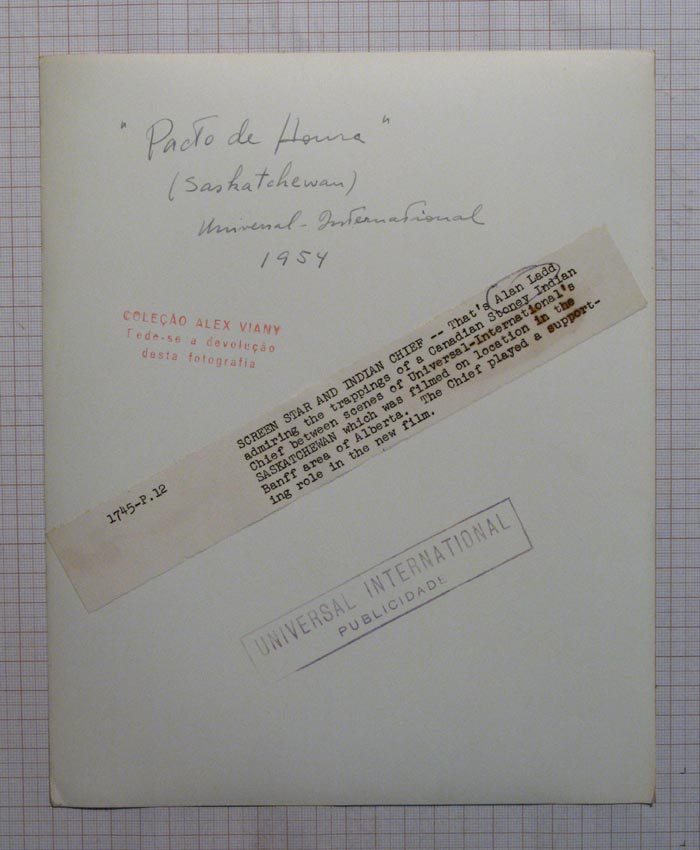 "Pacto de Honra"
(Saskatchewan)
Universal-International
1954
COLEÇÃO ALEX VIANY
Pede-se a devolução
desta fotografia
SCREEN STAR AND INDIAN CHIEF -- That's Alan Ladd
admiring the trappings of a Canadian Stoney Indian
Chief between scenes of Universal-International's
SASKATCHEWAN which was filmed on location in the
Banff area of Alberta. The Chief played a support-
ing role in the new film.
1745-P.12
UNIVERSAL INTERNATIONAL
PUBLICIDADE